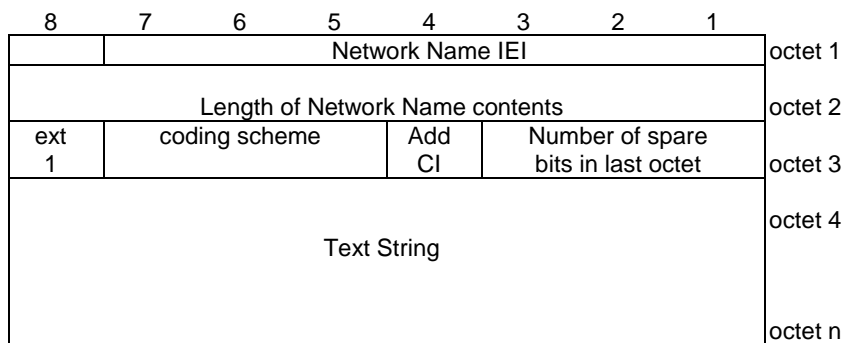 8 7 6 5 4 3 2 1
Network Name IEI octet 1
Length of Network Name contents octet 2
ext coding scheme Add Number of spare
1 CI bits in last octet octet 3
octet 4
Text String
octet n